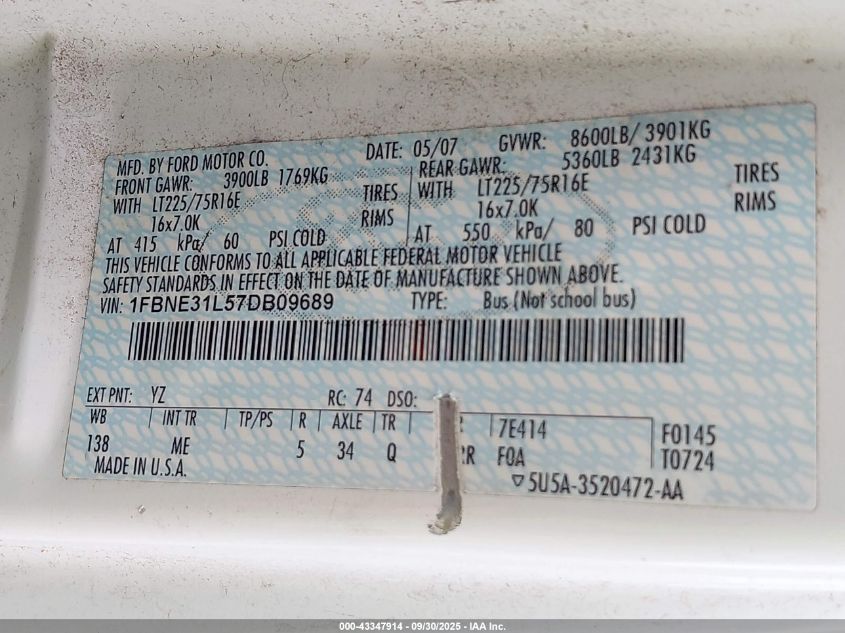 MFD. BY FORD MOTOR CO. DATE: 05/07 GVWR: 8600LB/ 3901KG
FRONT GAWR: 3900LB 1769KG REAR GAWR: 5360LB 2431KG
WITH LT225/75R16E TIRES WITH LT225/75R16E TIRES
16x7.0K RIMS 16x7.0K RIMS
AT 415 kPa/ 60 PSI COLD AT 550 kPa/ 80 PSI COLD
THIS VEHICLE CONFORMS TO ALL APPLICABLE FEDERAL MOTOR VEHICLE
SAFETY STANDARDS IN EFFECT ON THE DATE OF MANUFACTURE SHOWN ABOVE.
VIN: 1FBNE31L57DB09689 TYPE: Bus (Not school bus)
EXT PNT: YZ RC: 74 DSO:
WB INT TR TP/PS R AXLE TR 7E414 F0145
138 ME 5 34 Q FOA T0724
MADE IN U.S.A. ▽5U5A-3520472-AA
000-43347914 - 09/30/2025 - IAA Inc.